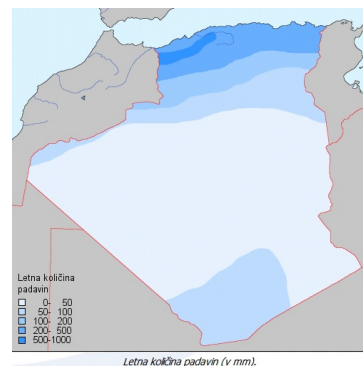 Letna količina
padavin
0- 50
50- 100
100- 200
200- 500
500-1000
Letna količina padavin (v mm).